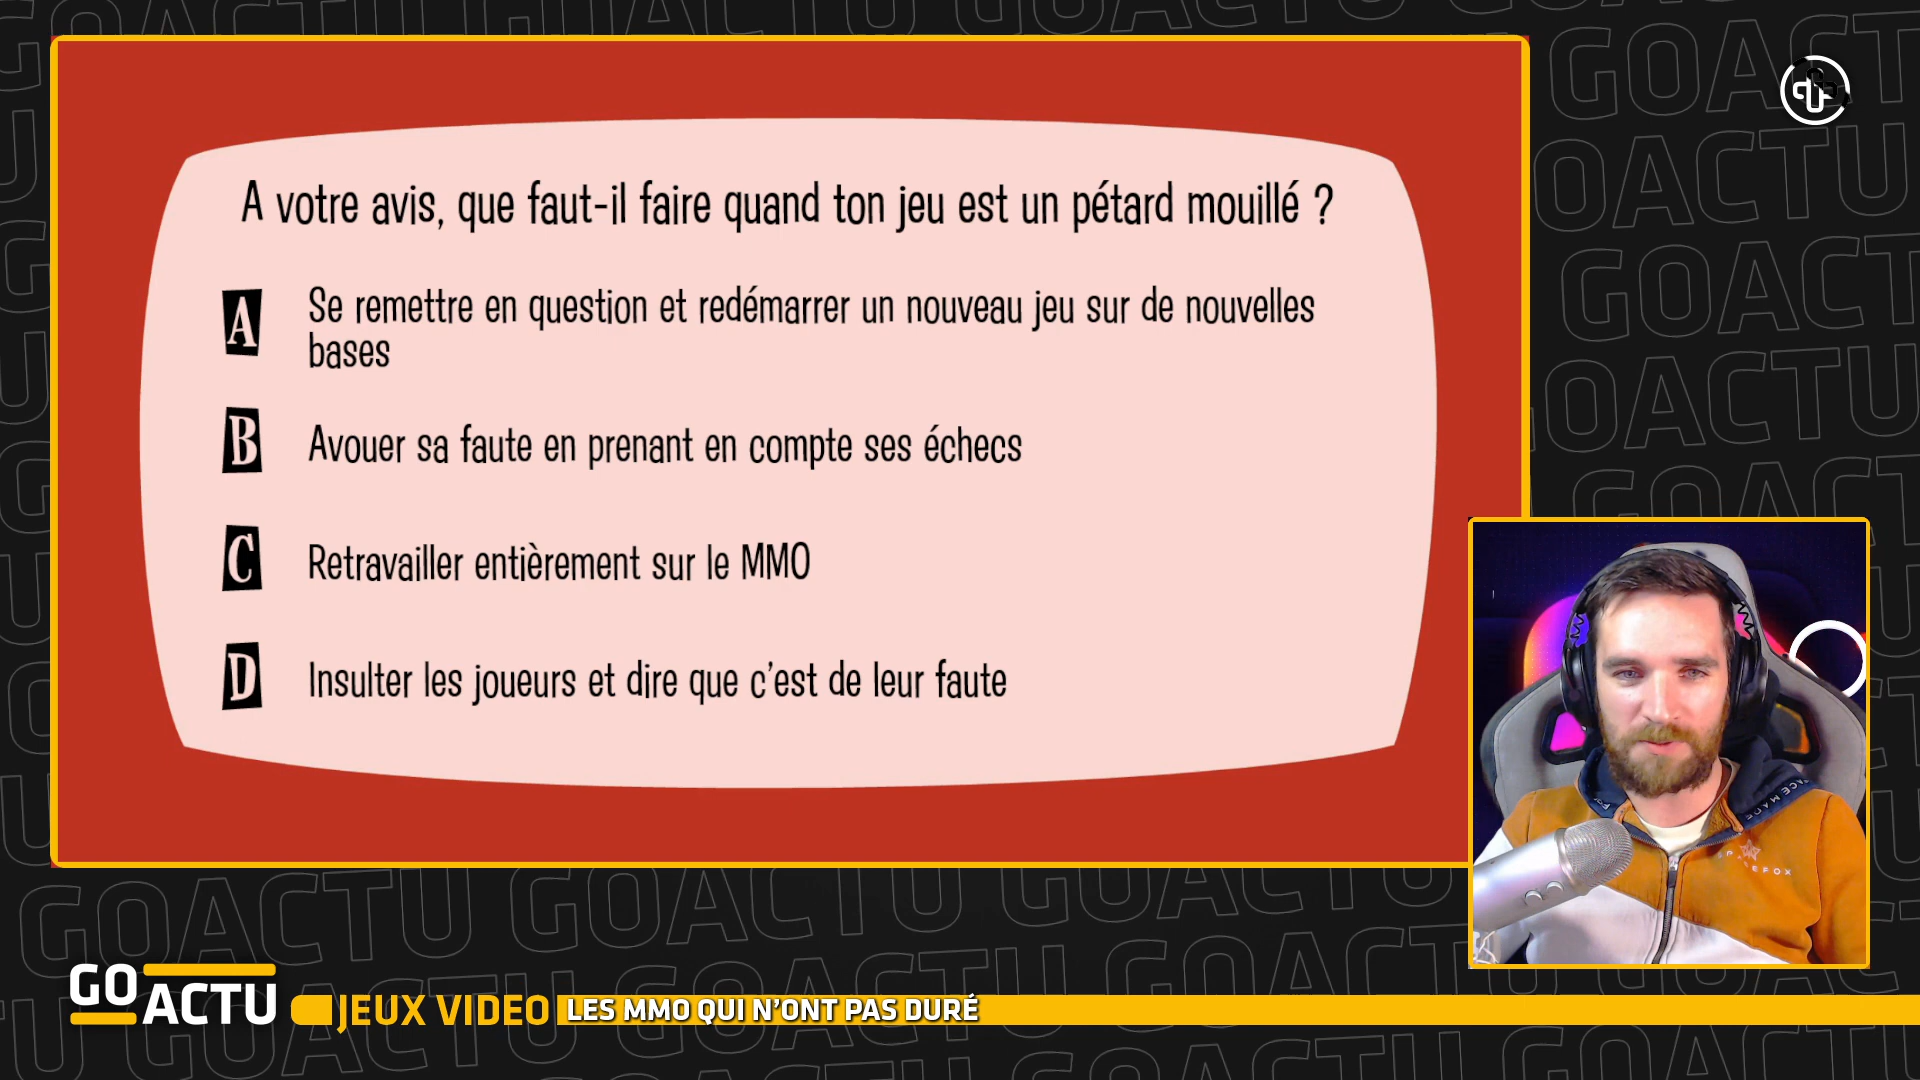 A votre avis, que faut-il faire quand ton jeu est un pétard mouillé ?
A
Se remettre en question et redémarrer un nouveau jeu sur de nouvelles
bases
B
Avouer sa faute en prenant en compte ses échecs
C
Retravailler entièrement sur le MMO
D
Insulter les joueurs et dire que c'est de leur faute
GO
ACTU
JEUX VIDEO
LES MMO QUI N'ONT PAS DURÉ